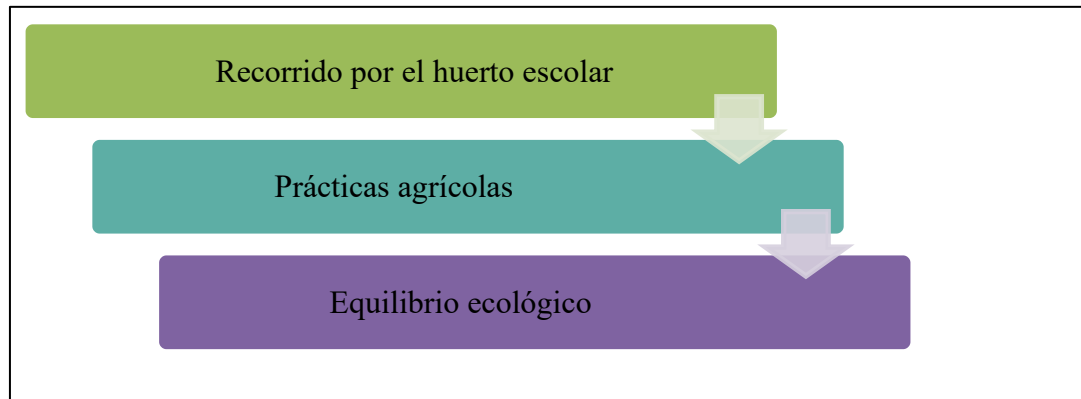 Recorrido por el huerto escolar
Prácticas agrícolas
Equilibrio ecológico